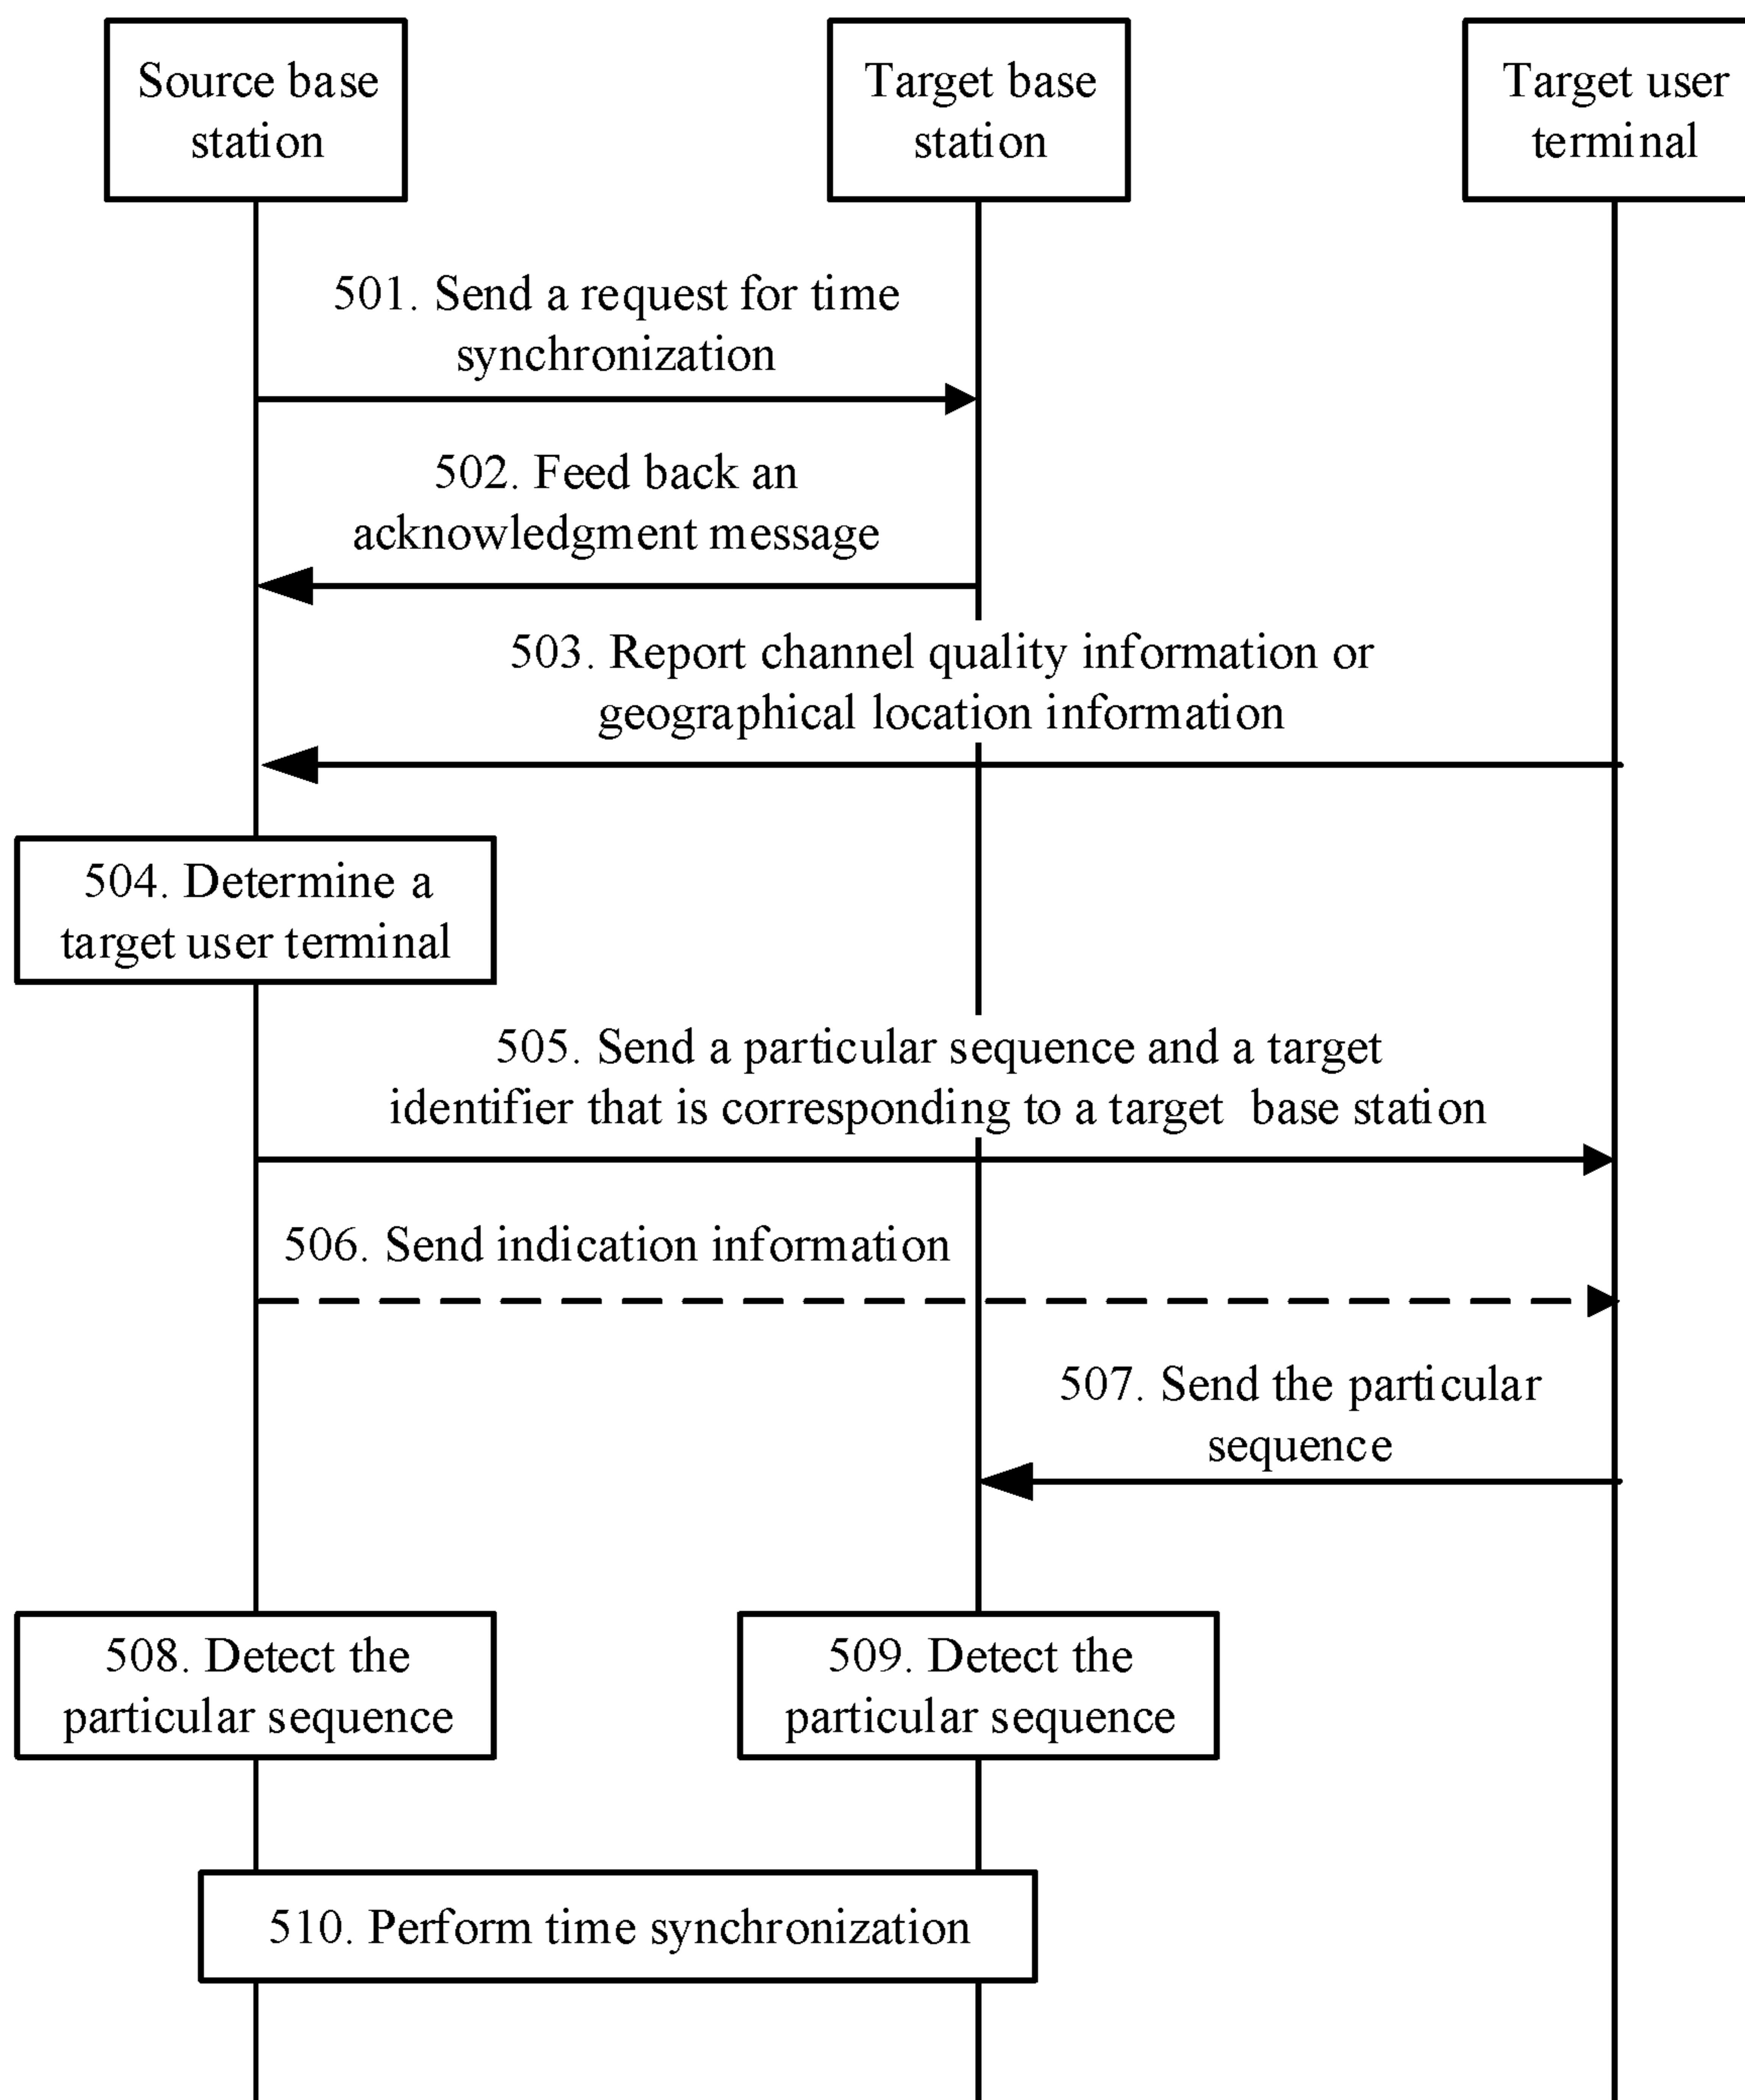 Source base
station
Target base
station
Target user
terminal
501. Send a request for time
synchronization
502. Feed back an
acknowledgment message
503. Report channel quality information or
geographical location information
504. Determine a
target user terminal
505. Send a particular sequence and a target
identifier that is corresponding to a target  base station
506. Send indication information
507. Send the particular
sequence
508. Detect the
particular sequence
509. Detect the
particular sequence
510. Perform time synchronization